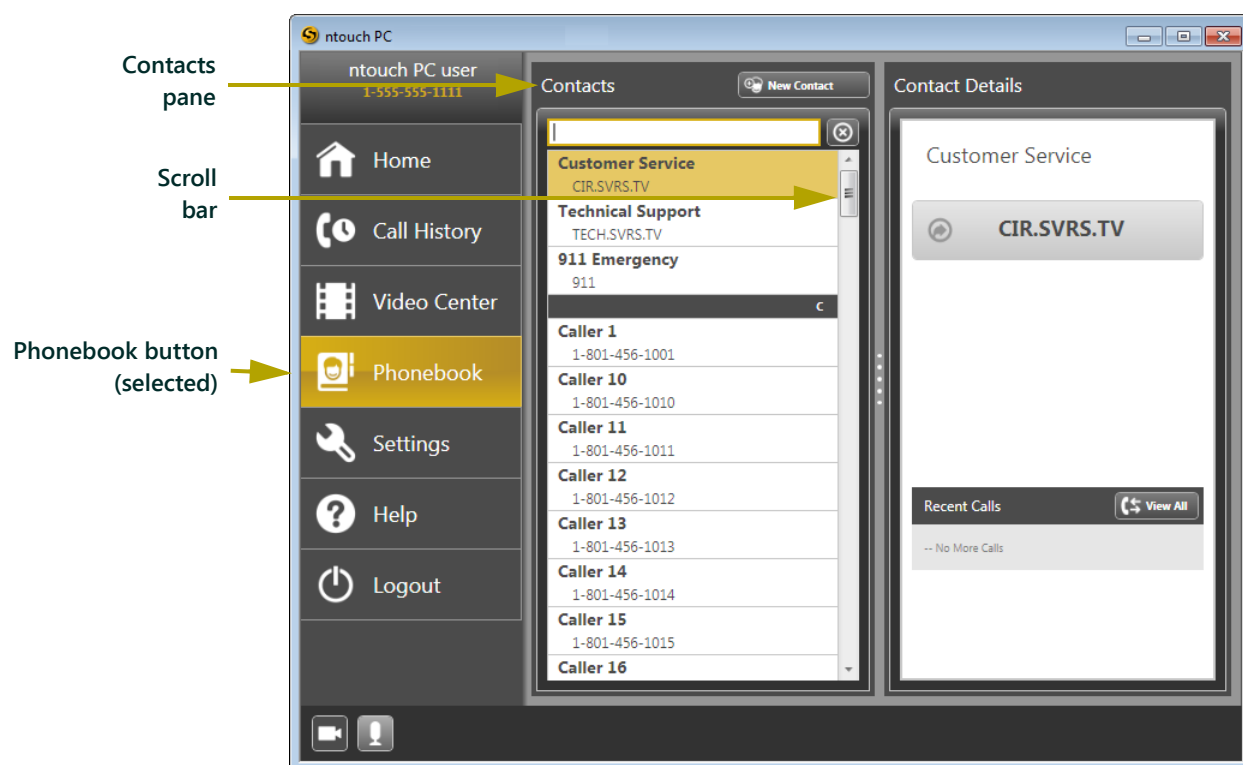 ntouch PC
Contacts
pane
Scroll
bar
Phonebook button
(selected)
ntouch PC user
1-555-555-1111
Home
Call History
Video Center
Phonebook
Settings
Help
Logout
Contacts
New Contact
Customer Service
CIR.SVRS.TV
Technical Support
TECH.SVRS.TV
911 Emergency
911
C
Caller 1
1-801-456-1001
Caller 10
1-801-456-1010
Caller 11
1-801-456-1011
Caller 12
1-801-456-1012
Caller 13
1-801-456-1013
Caller 14
1-801-456-1014
Caller 15
1-801-456-1015
Caller 16
Contact Details
Customer Service
CIR.SVRS.TV
Recent Calls
View All
-- No More Calls